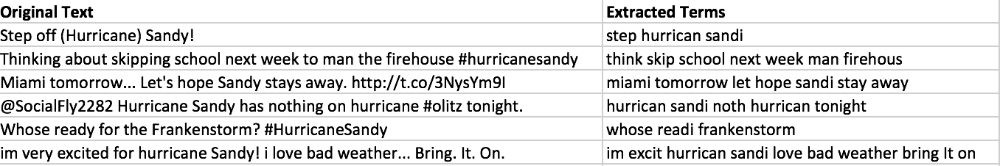 Original Text Extracted Terms
Step off (Hurricane) Sandy! step hurrican sandi
Thinking about skipping school next week to man the firehouse #hurricanesandy think skip school next week man firehous
Miami tomorrow... Let's hope Sandy stays away. http://t.co/3NysYm9I miami tomorrow let hope sandi stay away
@SocialFly2282 Hurricane Sandy has nothing on hurricane #olitz tonight. hurrican sandi noth hurrican tonight
Whose ready for the Frankenstorm? #HurricaneSandy whose readi frankenstorm
im very excited for hurricane Sandy! i love bad weather... Bring. It. On. im excit hurrican sandi love bad weather bring It on